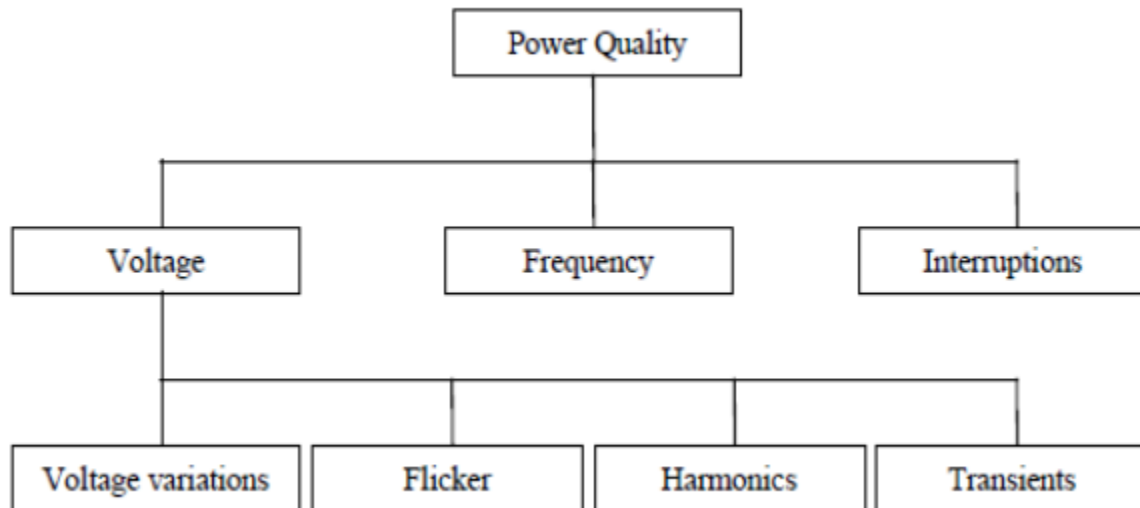 Power Quality
Voltage
Frequency
Interruptions
Voltage variations
Flicker
Harmonics
Transients